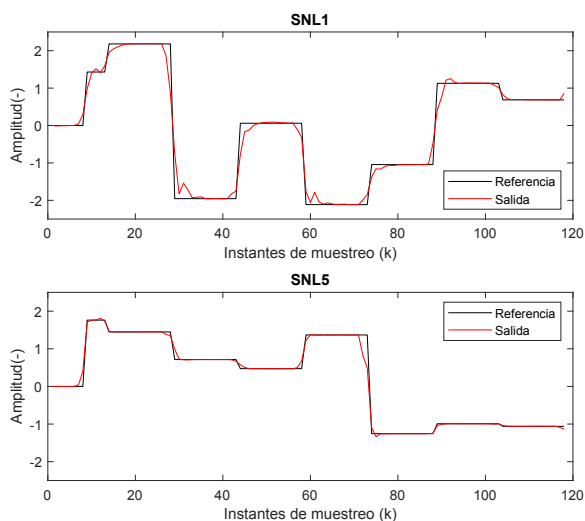 SNL1
Amplitud(-)
2
1
0
-1
-2
Referencia
Salida
0 20 40 60 80 100 120
Instantes de muestreo (k)
SNL5
Amplitud(-)
2
1
0
-1
-2
Referencia
Salida
0 20 40 60 80 100 120
Instantes de muestreo (k)